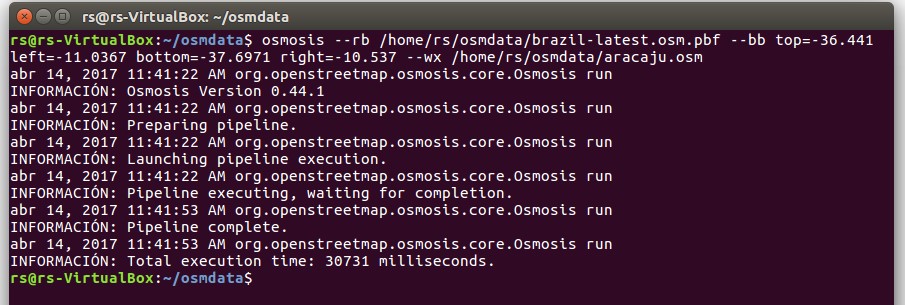 rs@rs-VirtualBox: ~/osmdata
rs@rs-VirtualBox:~/osmdata$ osmosis --rb /home/rs/osmdata/brazil-latest.osm.pbf --bb top=-36.441
left=-11.0367 bottom=-37.6971 right=-10.537 --wx /home/rs/osmdata/aracaju.osm
abr 14, 2017 11:41:22 AM org.openstreetmap.osmosis.core.Osmosis run
INFORMACIÓN: Osmosis Version 0.44.1
abr 14, 2017 11:41:22 AM org.openstreetmap.osmosis.core.Osmosis run
INFORMACIÓN: Preparing pipeline.
abr 14, 2017 11:41:22 AM org.openstreetmap.osmosis.core.Osmosis run
INFORMACIÓN: Launching pipeline execution.
abr 14, 2017 11:41:22 AM org.openstreetmap.osmosis.core.Osmosis run
INFORMACIÓN: Pipeline executing, waiting for completion.
abr 14, 2017 11:41:53 AM org.openstreetmap.osmosis.core.Osmosis run
INFORMACIÓN: Pipeline complete.
abr 14, 2017 11:41:53 AM org.openstreetmap.osmosis.core.Osmosis run
INFORMACIÓN: Total execution time: 30731 milliseconds.
rs@rs-VirtualBox:~/osmdata$